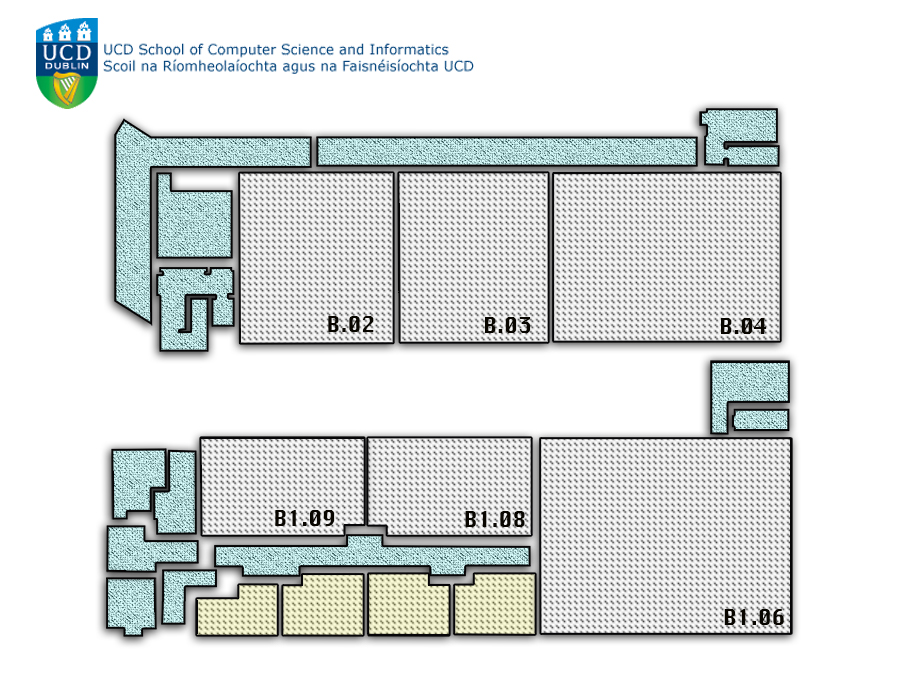 UCD
DUBLIN
UCD School of Computer Science and Informatics
Scoil na Ríomheolaíochta agus na Faisnéisíochta UCD
B.02
B.03
B.04
B1.09
B1.08
B1.06